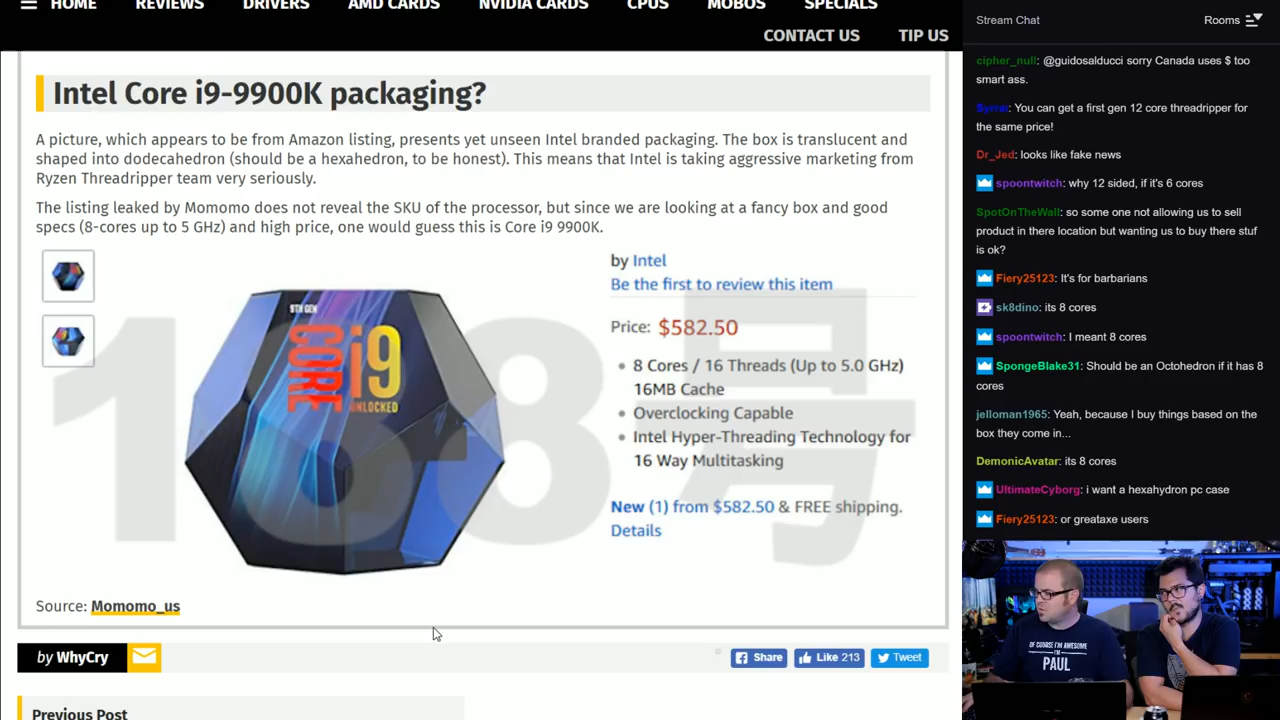 HOME
REVIEWS
DRIVERS
AMD CARDS
NVIDIA CARDS
CPUS
MOBOS
SPECIALS
CONTACT US
TIP US
Intel Core i9-9900K packaging?
A picture, which appears to be from Amazon listing, presents yet unseen Intel branded packaging. The box is translucent and
shaped into dodecahedron (should be a hexahedron, to be honest). This means that Intel is taking aggressive marketing from
Ryzen Threadripper team very seriously.
The listing leaked by Momomo does not reveal the SKU of the processor, but since we are looking at a fancy box and good
specs (8-cores up to 5 GHz) and high price, one would guess this is Core i9 9900K.
168号
9TH GEN
CORE
i9
UNLOCKED
by Intel
Be the first to review this item
Price: $582.50
8 Cores / 16 Threads (Up to 5.0 GHz)
16MB Cache
Overclocking Capable
Intel Hyper-Threading Technology for
16 Way Multitasking
New (1) from $582.50 & FREE shipping.
Details
Source: Momomo_us
by WhyCry
Share
Like 213
Tweet
Previous Post
Stream Chat
Rooms
cipher_null: @guidosalducci sorry Canada uses $ too
smart ass.
Syrrai: You can get a first gen 12 core threadripper for
the same price!
Dr_Jed: looks like fake news
spoontwitch: why 12 sided, if it's 6 cores
SpotOnTheWall: so some one not allowing us to sell
product in there location but wanting us to buy there stuf
is ok?
Fiery25123: It's for barbarians
sk8dino: its 8 cores
spoontwitch: I meant 8 cores
SpongeBlake31: Should be an Octohedron if it has 8
cores
jelloman1965: Yeah, because I buy things based on the
box they come in...
DemonicAvatar: its 8 cores
UltimateCyborg: i want a hexahydron pc case
Fiery25123: or greataxe users
OF COURSE I'M AWESOME
I'M
PAUL